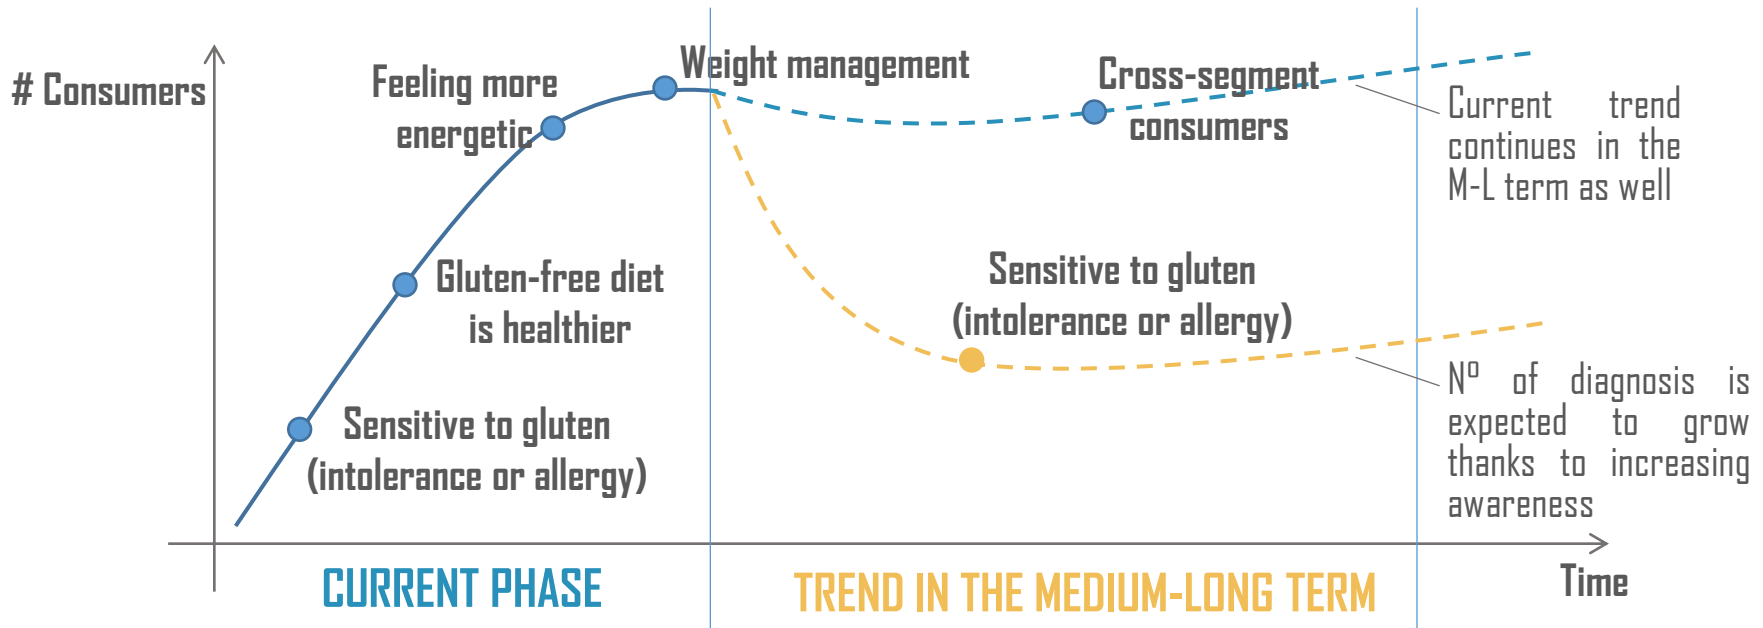 # Consumers
Feeling more
energetic
Weight management
Cross-segment
consumers
Current trend
continues in the
M-L term as well
Gluten-free diet
is healthier
Sensitive to gluten
(intolerance or allergy)
Sensitive to gluten
(intolerance or allergy)
Nº of diagnosis is
expected to grow
thanks to increasing
awareness
CURRENT PHASE
TREND IN THE MEDIUM-LONG TERM
Time